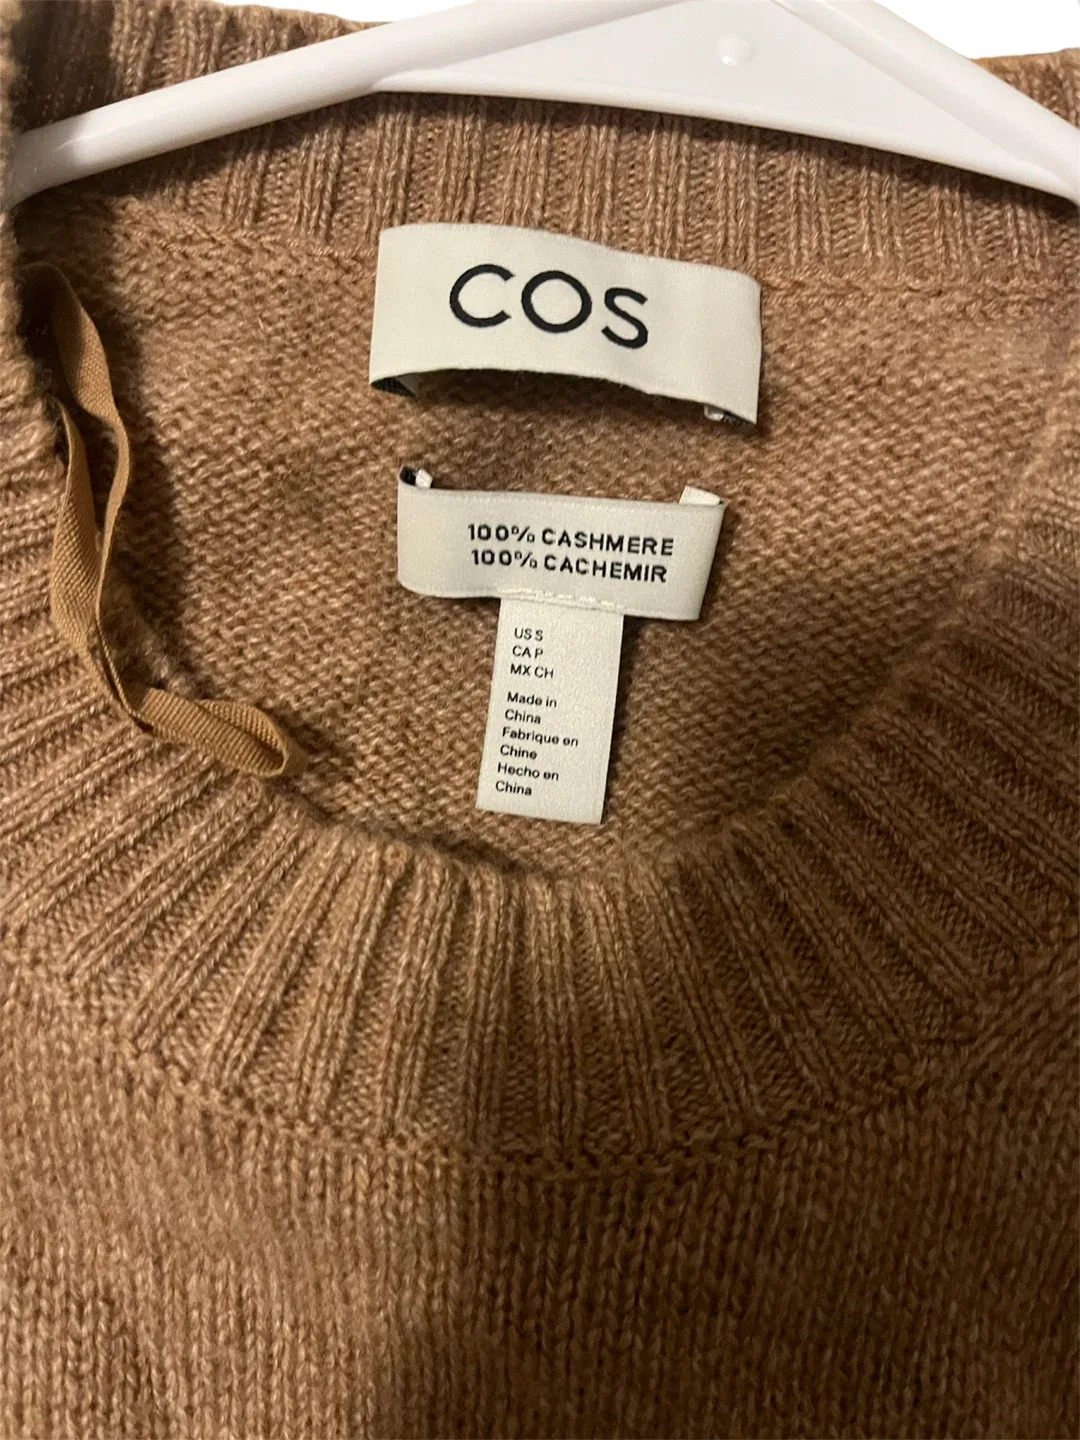 COS
100% CASHMERE
100% CACHEMIR
US S
CA P
MX CH
Made in
China
Fabriqué en
Chine
Hecho en
China